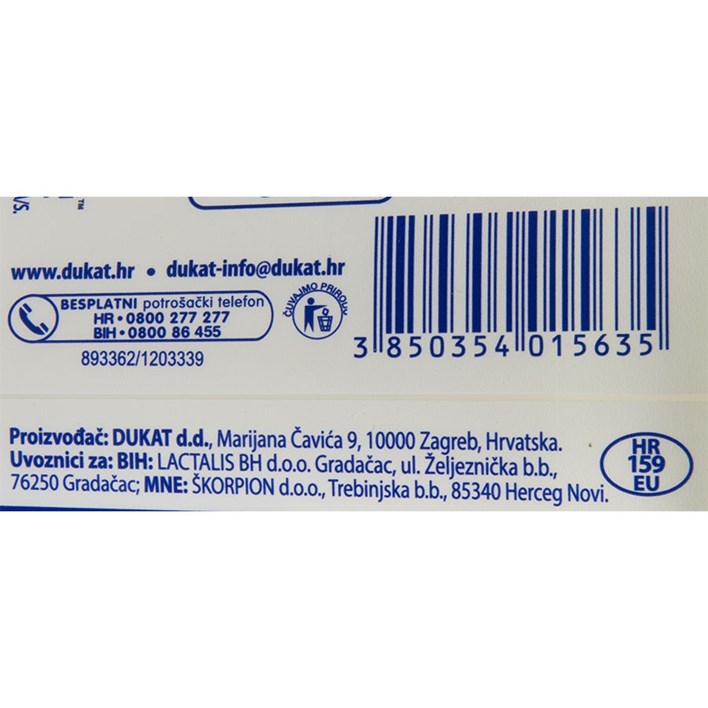 VS.
™
www.dukat.hr • dukat-info@dukat.hr
BESPLATNI potrošački telefon
HR • 0800 277 277
BIH • 0800 86 455
ČUVAJMO PRIRODU
893362/1203339
3 850354 015635
Proizvođač: DUKAT d.d., Marijana Čavića 9, 10000 Zagreb, Hrvatska.
Uvoznici za: BIH: LACTALIS BH d.o.o. Gradačac, ul. Željeznička b.b.,
76250 Gradačac; MNE: ŠKORPION d.o.o., Trebinjska b.b., 85340 Herceg Novi.
HR
159
EU